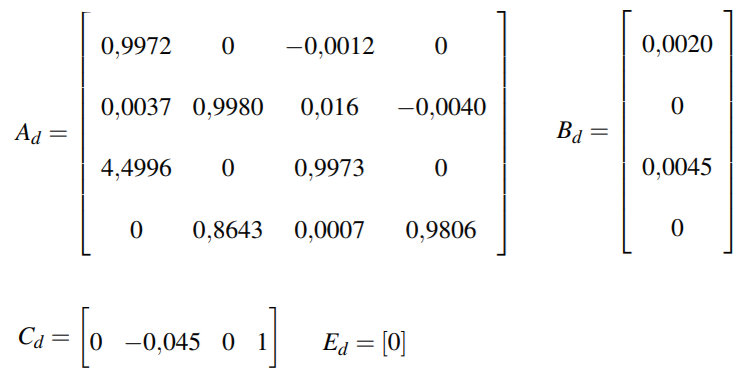 0,9972 0 −0,0012 0 0,0020
0,0037 0,9980 0,016 −0,0040 0
A_d = B_d =
4,4996 0 0,9973 0 0,0045
0 0,8643 0,0007 0,9806 0
C_d = [0 −0,045 0 1] E_d = [0]